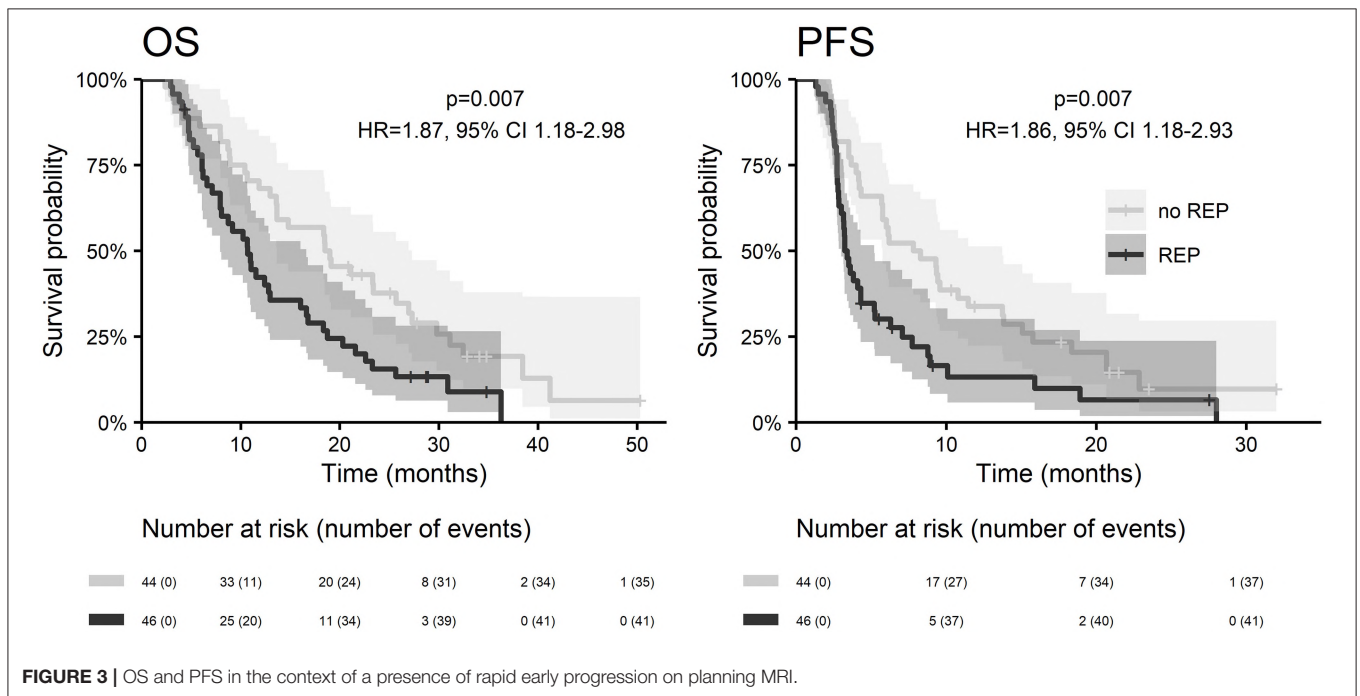 OS
100%
75%
50%
25%
0%
Survival probability
p=0.007
HR=1.87, 95% CI 1.18-2.98
0 10 20 30 40 50
Time (months)
Number at risk (number of events)
44 (0) 33 (11) 20 (24) 8 (31) 2 (34) 1 (35)
46 (0) 25 (20) 11 (34) 3 (39) 0 (41) 0 (41)
PFS
100%
75%
50%
25%
0%
Survival probability
p=0.007
HR=1.86, 95% CI 1.18-2.93
no REP
REP
0 10 20 30
Time (months)
Number at risk (number of events)
44 (0) 17 (27) 7 (34) 1 (37)
46 (0) 5 (37) 2 (40) 0 (41)
FIGURE 3 | OS and PFS in the context of a presence of rapid early progression on planning MRI.